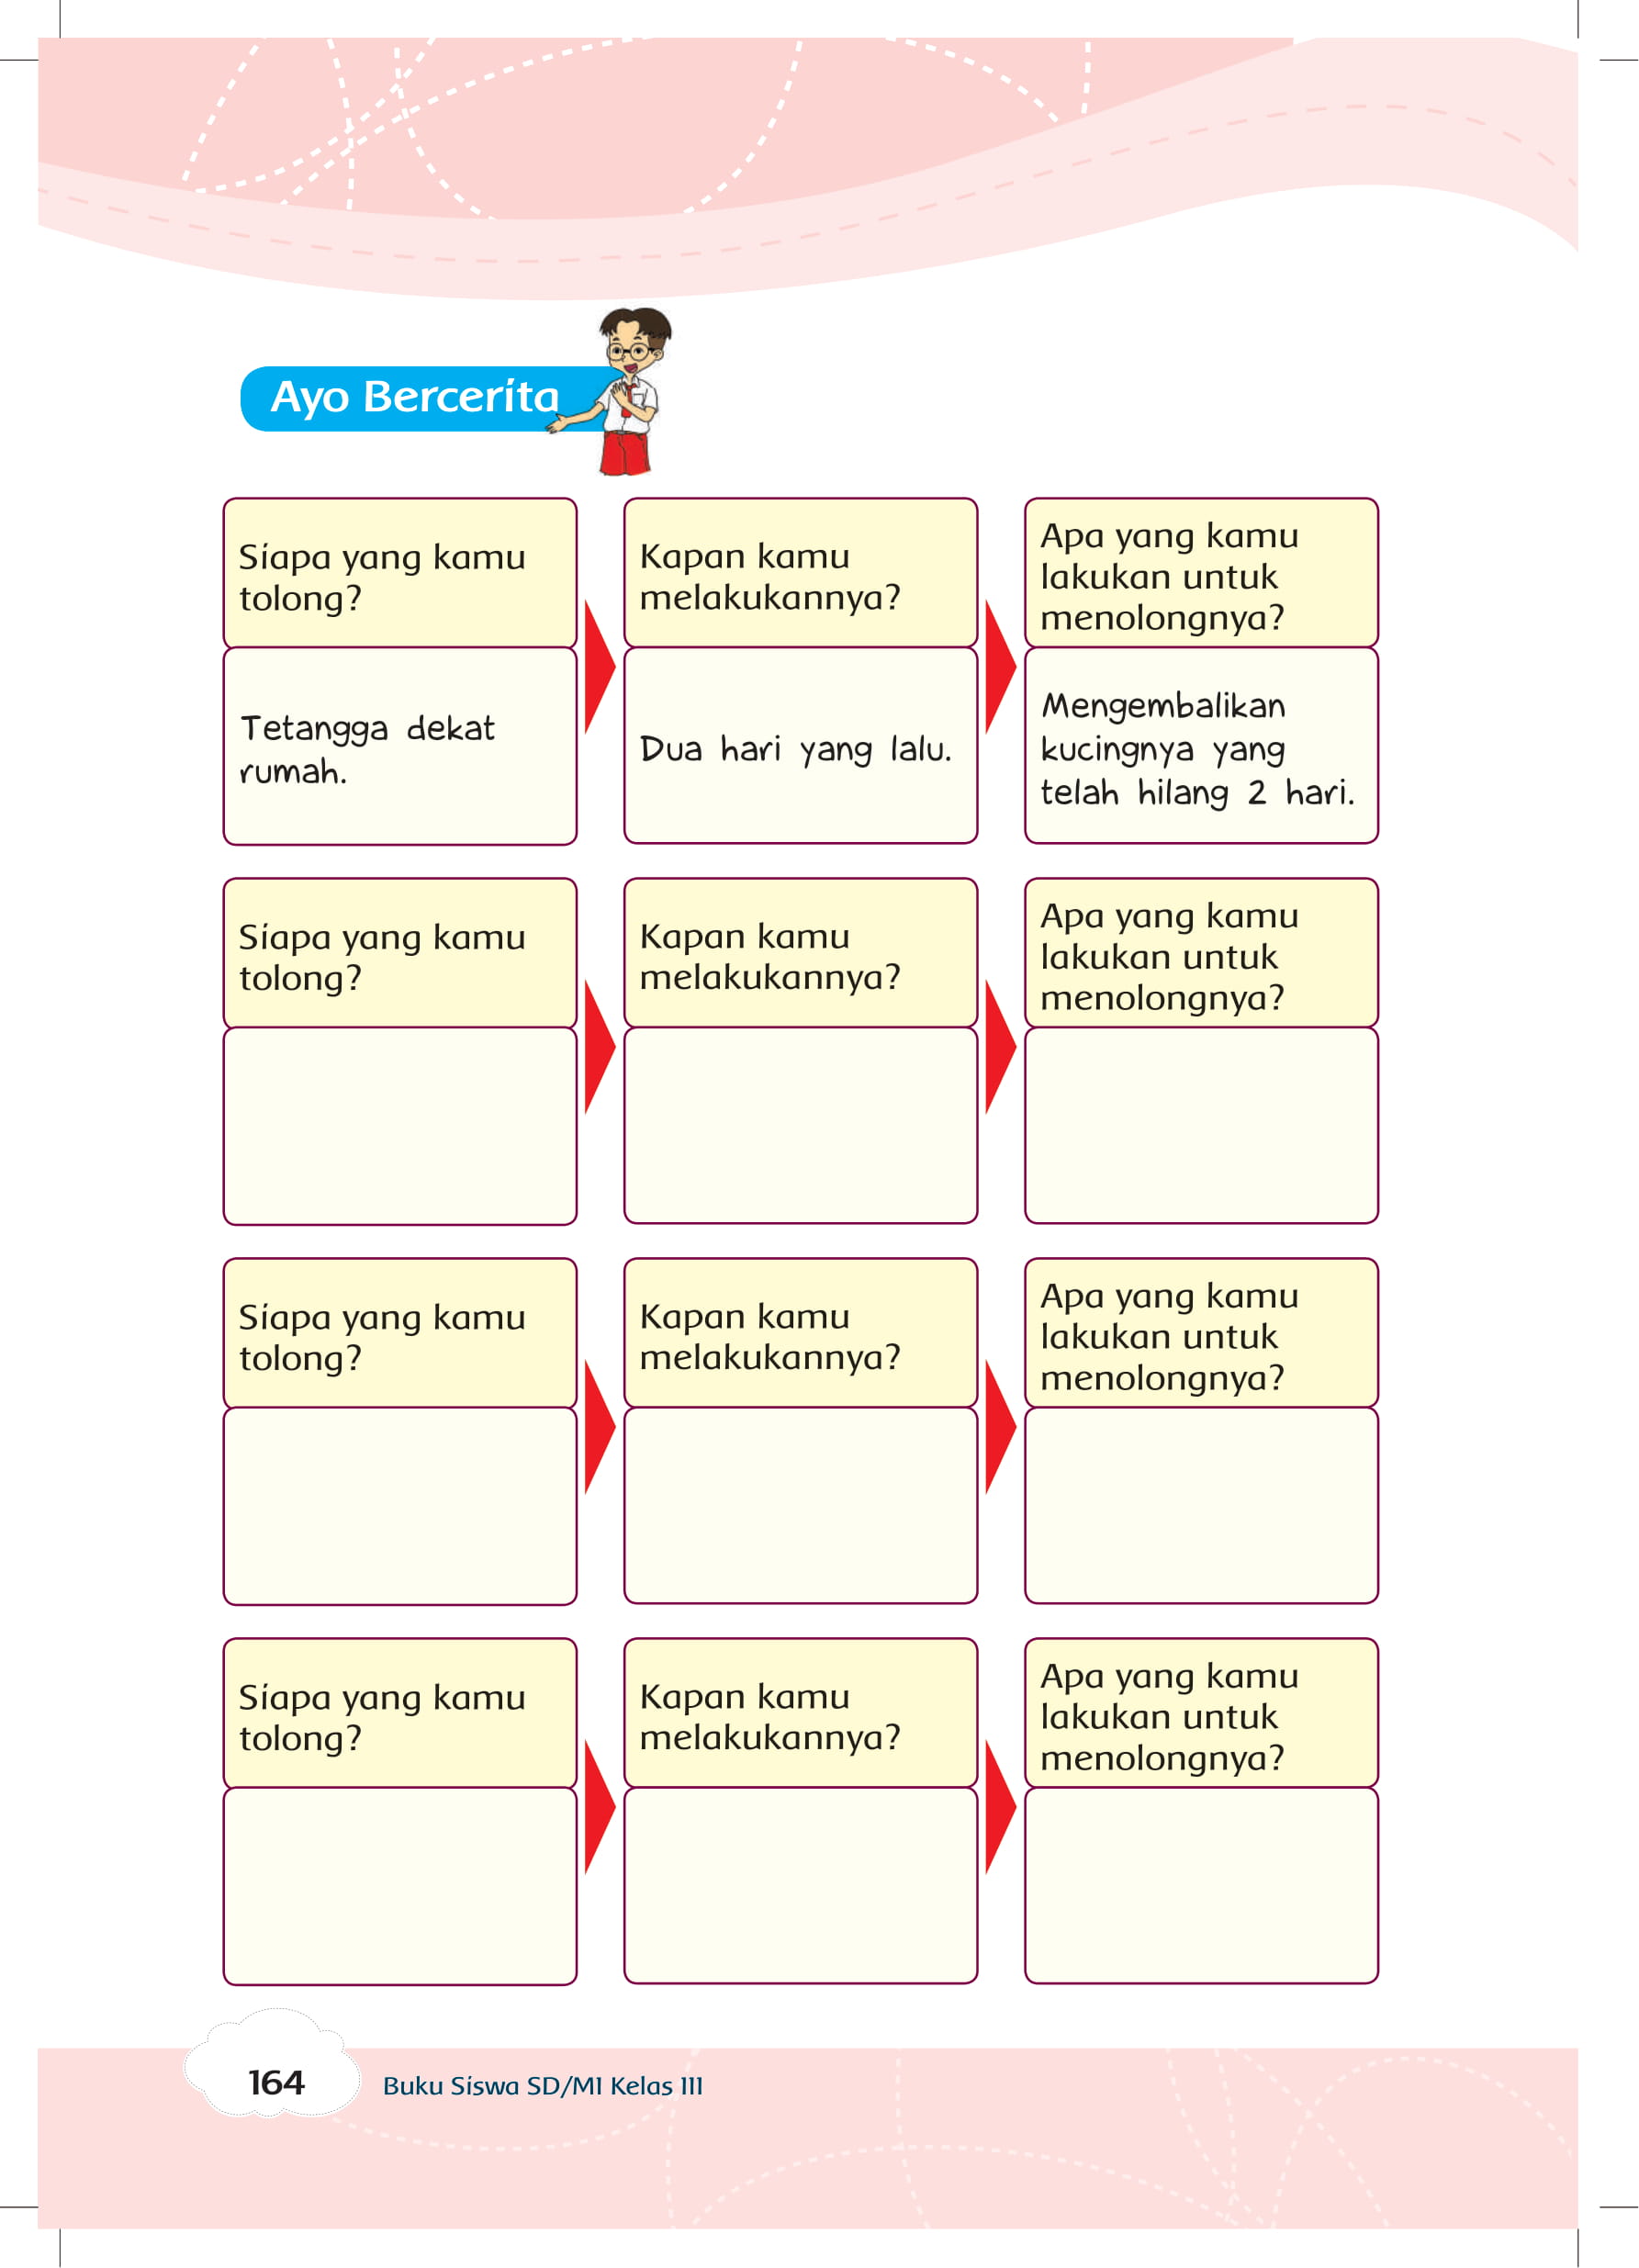 Ayo Bercerita
Siapa yang kamu
tolong?
Tetangga dekat
rumah.
Kapan kamu
melakukannya?
Dua hari yang lalu.
Apa yang kamu
lakukan untuk
menolongnya?
Mengembalikan
kucingnya yang
telah hilang 2 hari.
Siapa yang kamu
tolong?
Kapan kamu
melakukannya?
Apa yang kamu
lakukan untuk
menolongnya?
Siapa yang kamu
tolong?
Kapan kamu
melakukannya?
Apa yang kamu
lakukan untuk
menolongnya?
Siapa yang kamu
tolong?
Kapan kamu
melakukannya?
Apa yang kamu
lakukan untuk
menolongnya?
164
Buku Siswa SD/MI Kelas III